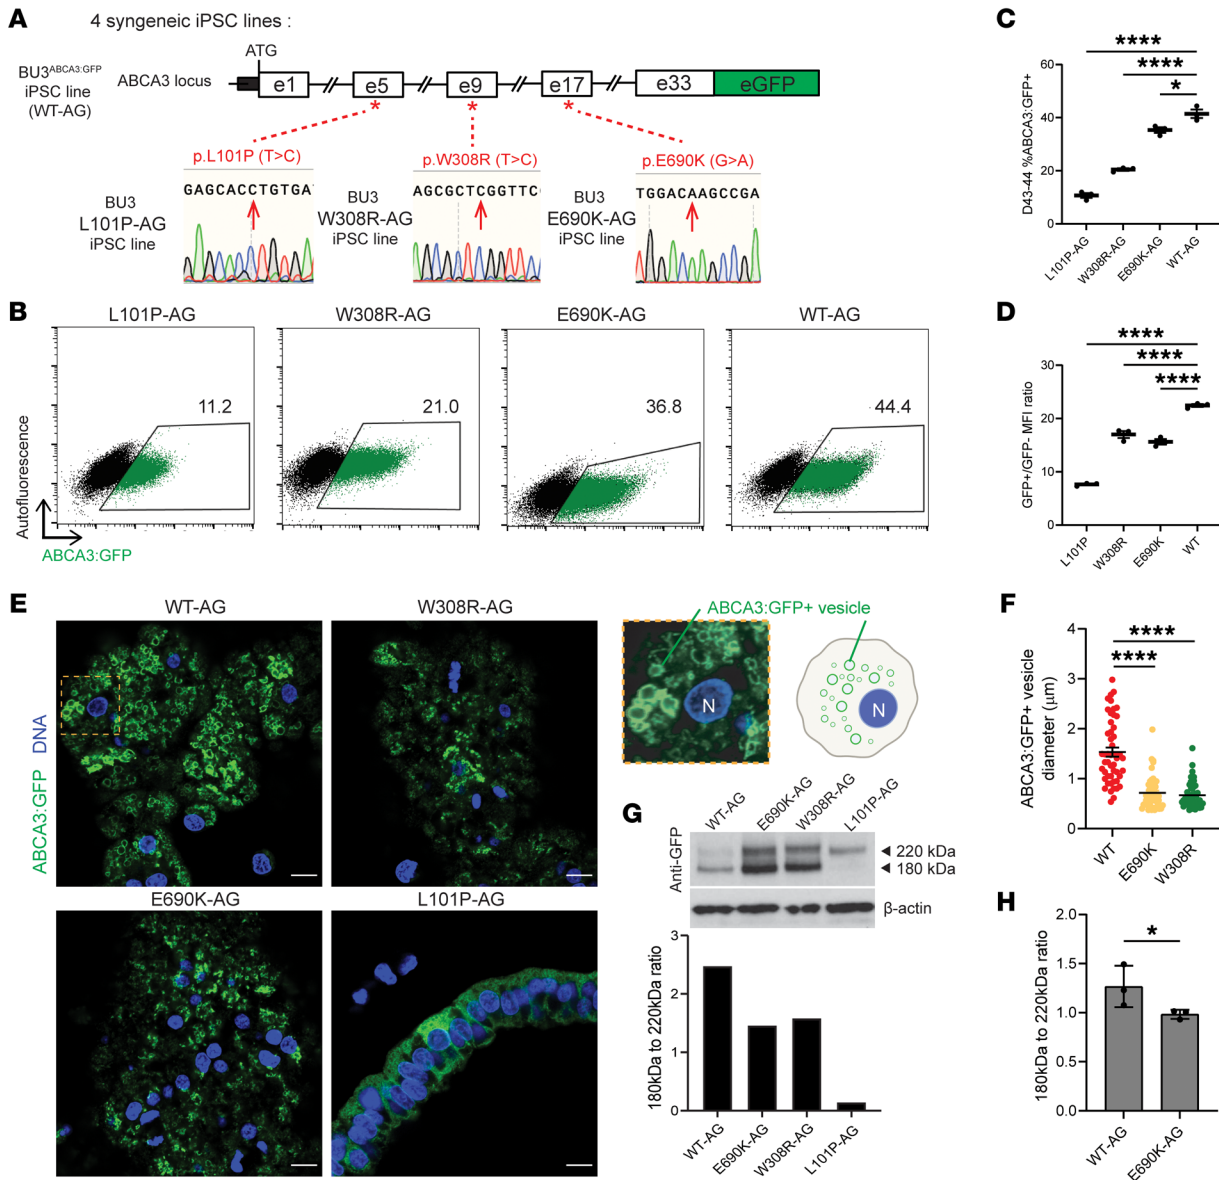 A
4 syngeneic iPSC lines :
BU3ABCA3:GFP
iPSC line
(WT-AG)
ABCA3 locus
ATG
e1
e5
e9
e17
e33
eGFP
*
*
*
p.L101P (T>C)
p.W308R (T>C)
p.E690K (G>A)
BU3
L101P-AG
iPSC line
GAGCACCTGTGA
BU3
W308R-AG
iPSC line
AGCGCTCGGTTC
BU3
E690K-AG
iPSC line
TGGACAAGCCGA
B
L101P-AG
W308R-AG
E690K-AG
WT-AG
11.2
21.0
36.8
44.4
Autofluorescence
ABCA3:GFP
C
****
****
*
60
40
20
0
D43-44 %ABCA3:GFP+
L101P-AG
W308R-AG
E690K-AG
WT-AG
D
****
****
****
30
20
10
0
GFP+/GFP- MFI ratio
L101P
W308R
E690K
WT
E
WT-AG
W308R-AG
E690K-AG
L101P-AG
ABCA3:GFP DNA
ABCA3:GFP+ vesicle
N
N
F
****
****
4
3
2
1
0
ABCA3:GFP+ vesicle
diameter (μm)
WT
E690K
W308R
G
WT-AG
E690K-AG
W308R-AG
L101P-AG
Anti-GFP
220 kDa
180 kDa
β-actin
3
2
1
0
180kDa to 220kDa ratio
WT-AG
E690K-AG
W308R-AG
L101P-AG
H
*
2.0
1.5
1.0
0.5
0.0
180kDa to 220kDa ratio
WT-AG
E690K-AG